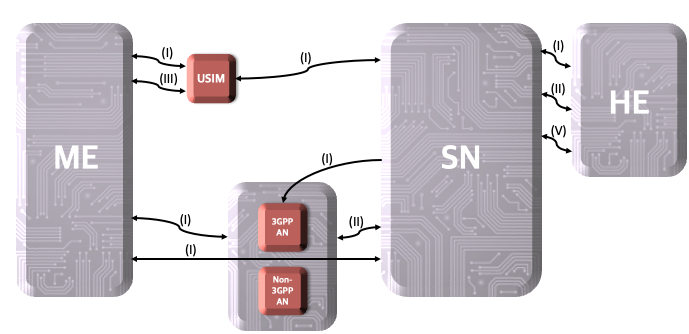 (I)
(I)
(I)
(III)
USIM
(II)
HE
ME
SN
(V)
(I)
(I)
3GPP
AN
(II)
(I)
Non-
3GPP
AN